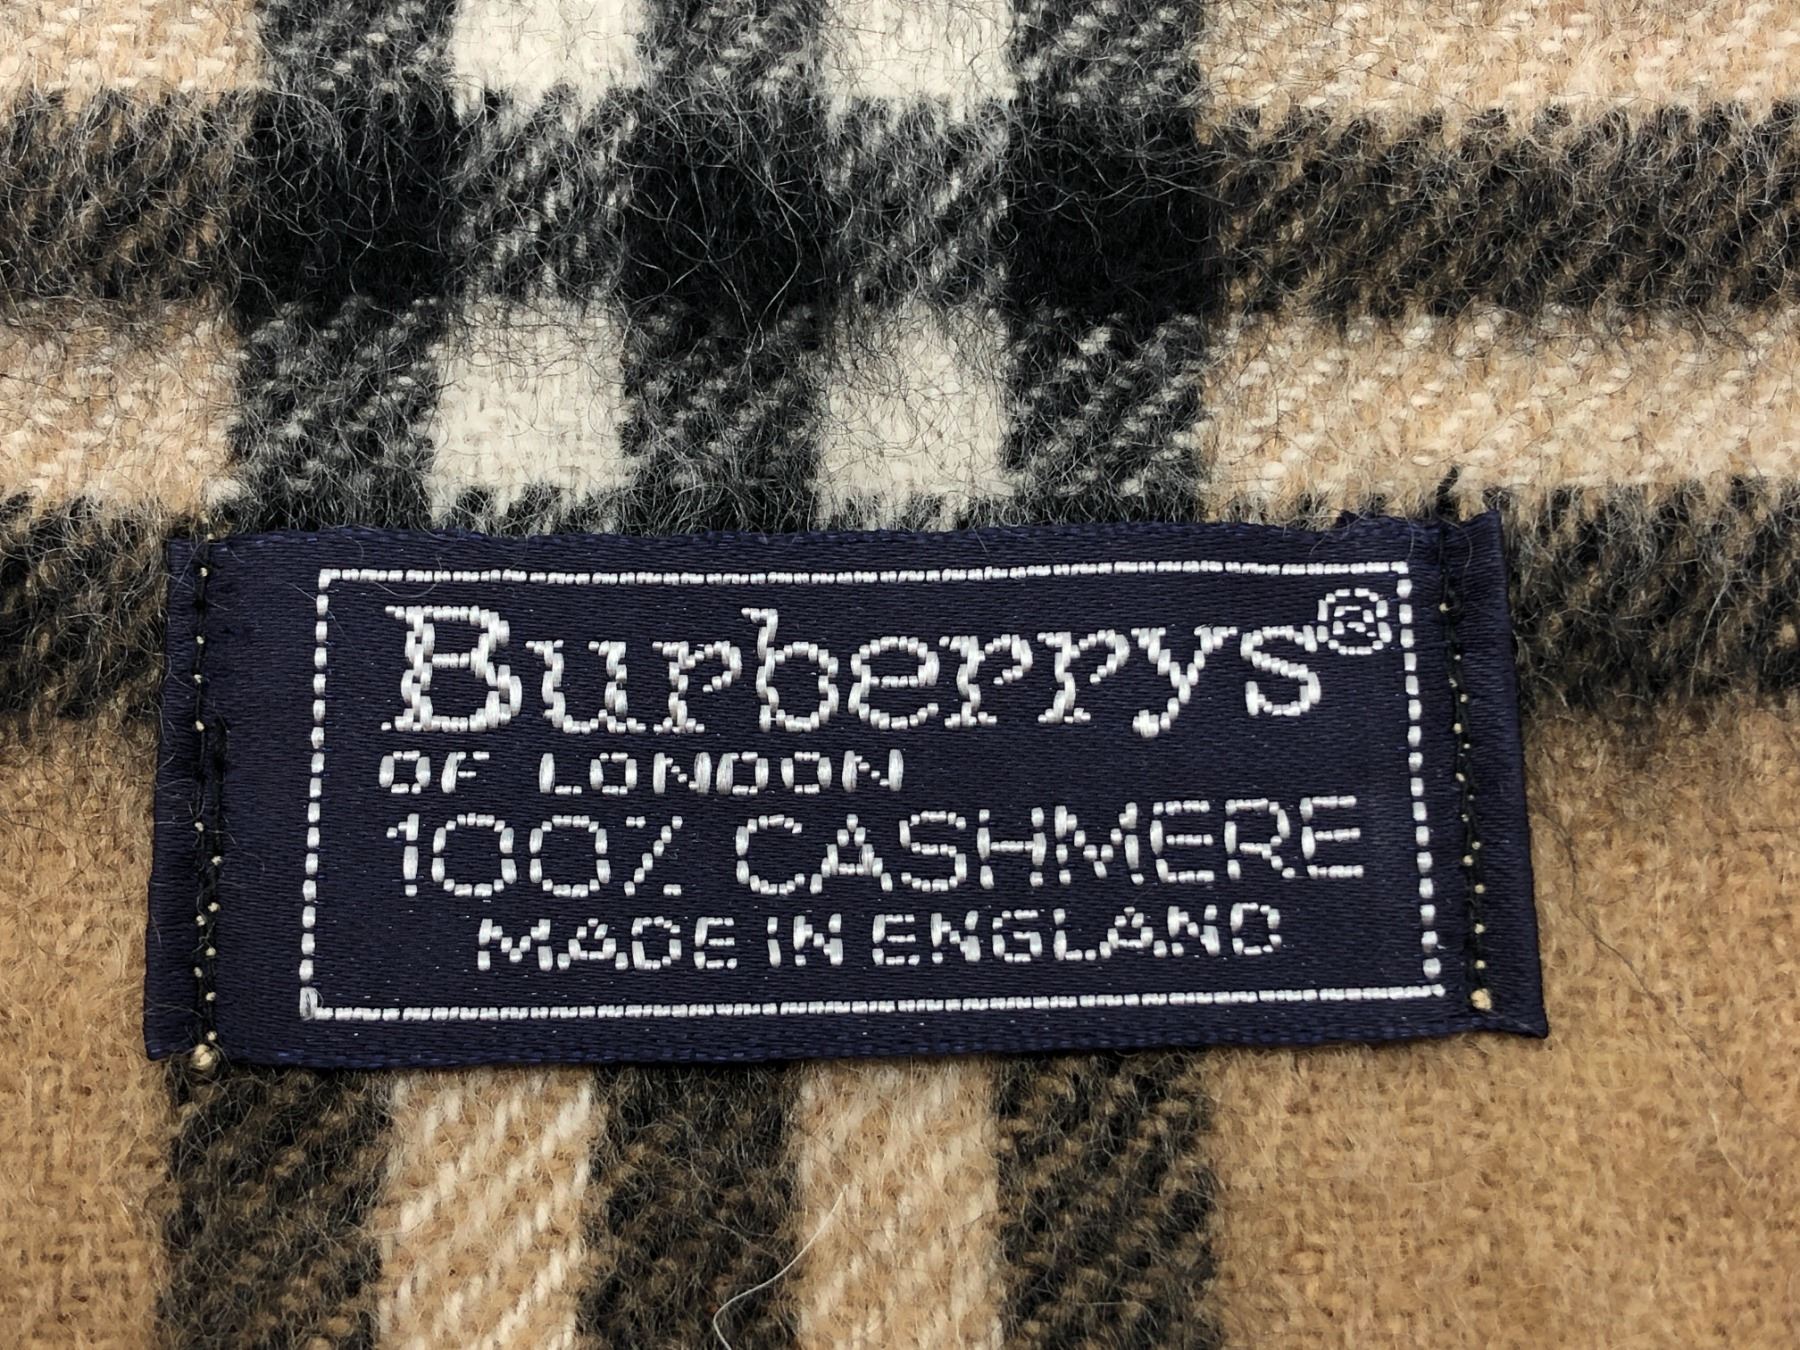 Burberrys®
OF LONDON
100% CASHMERE
MADE IN ENGLAND